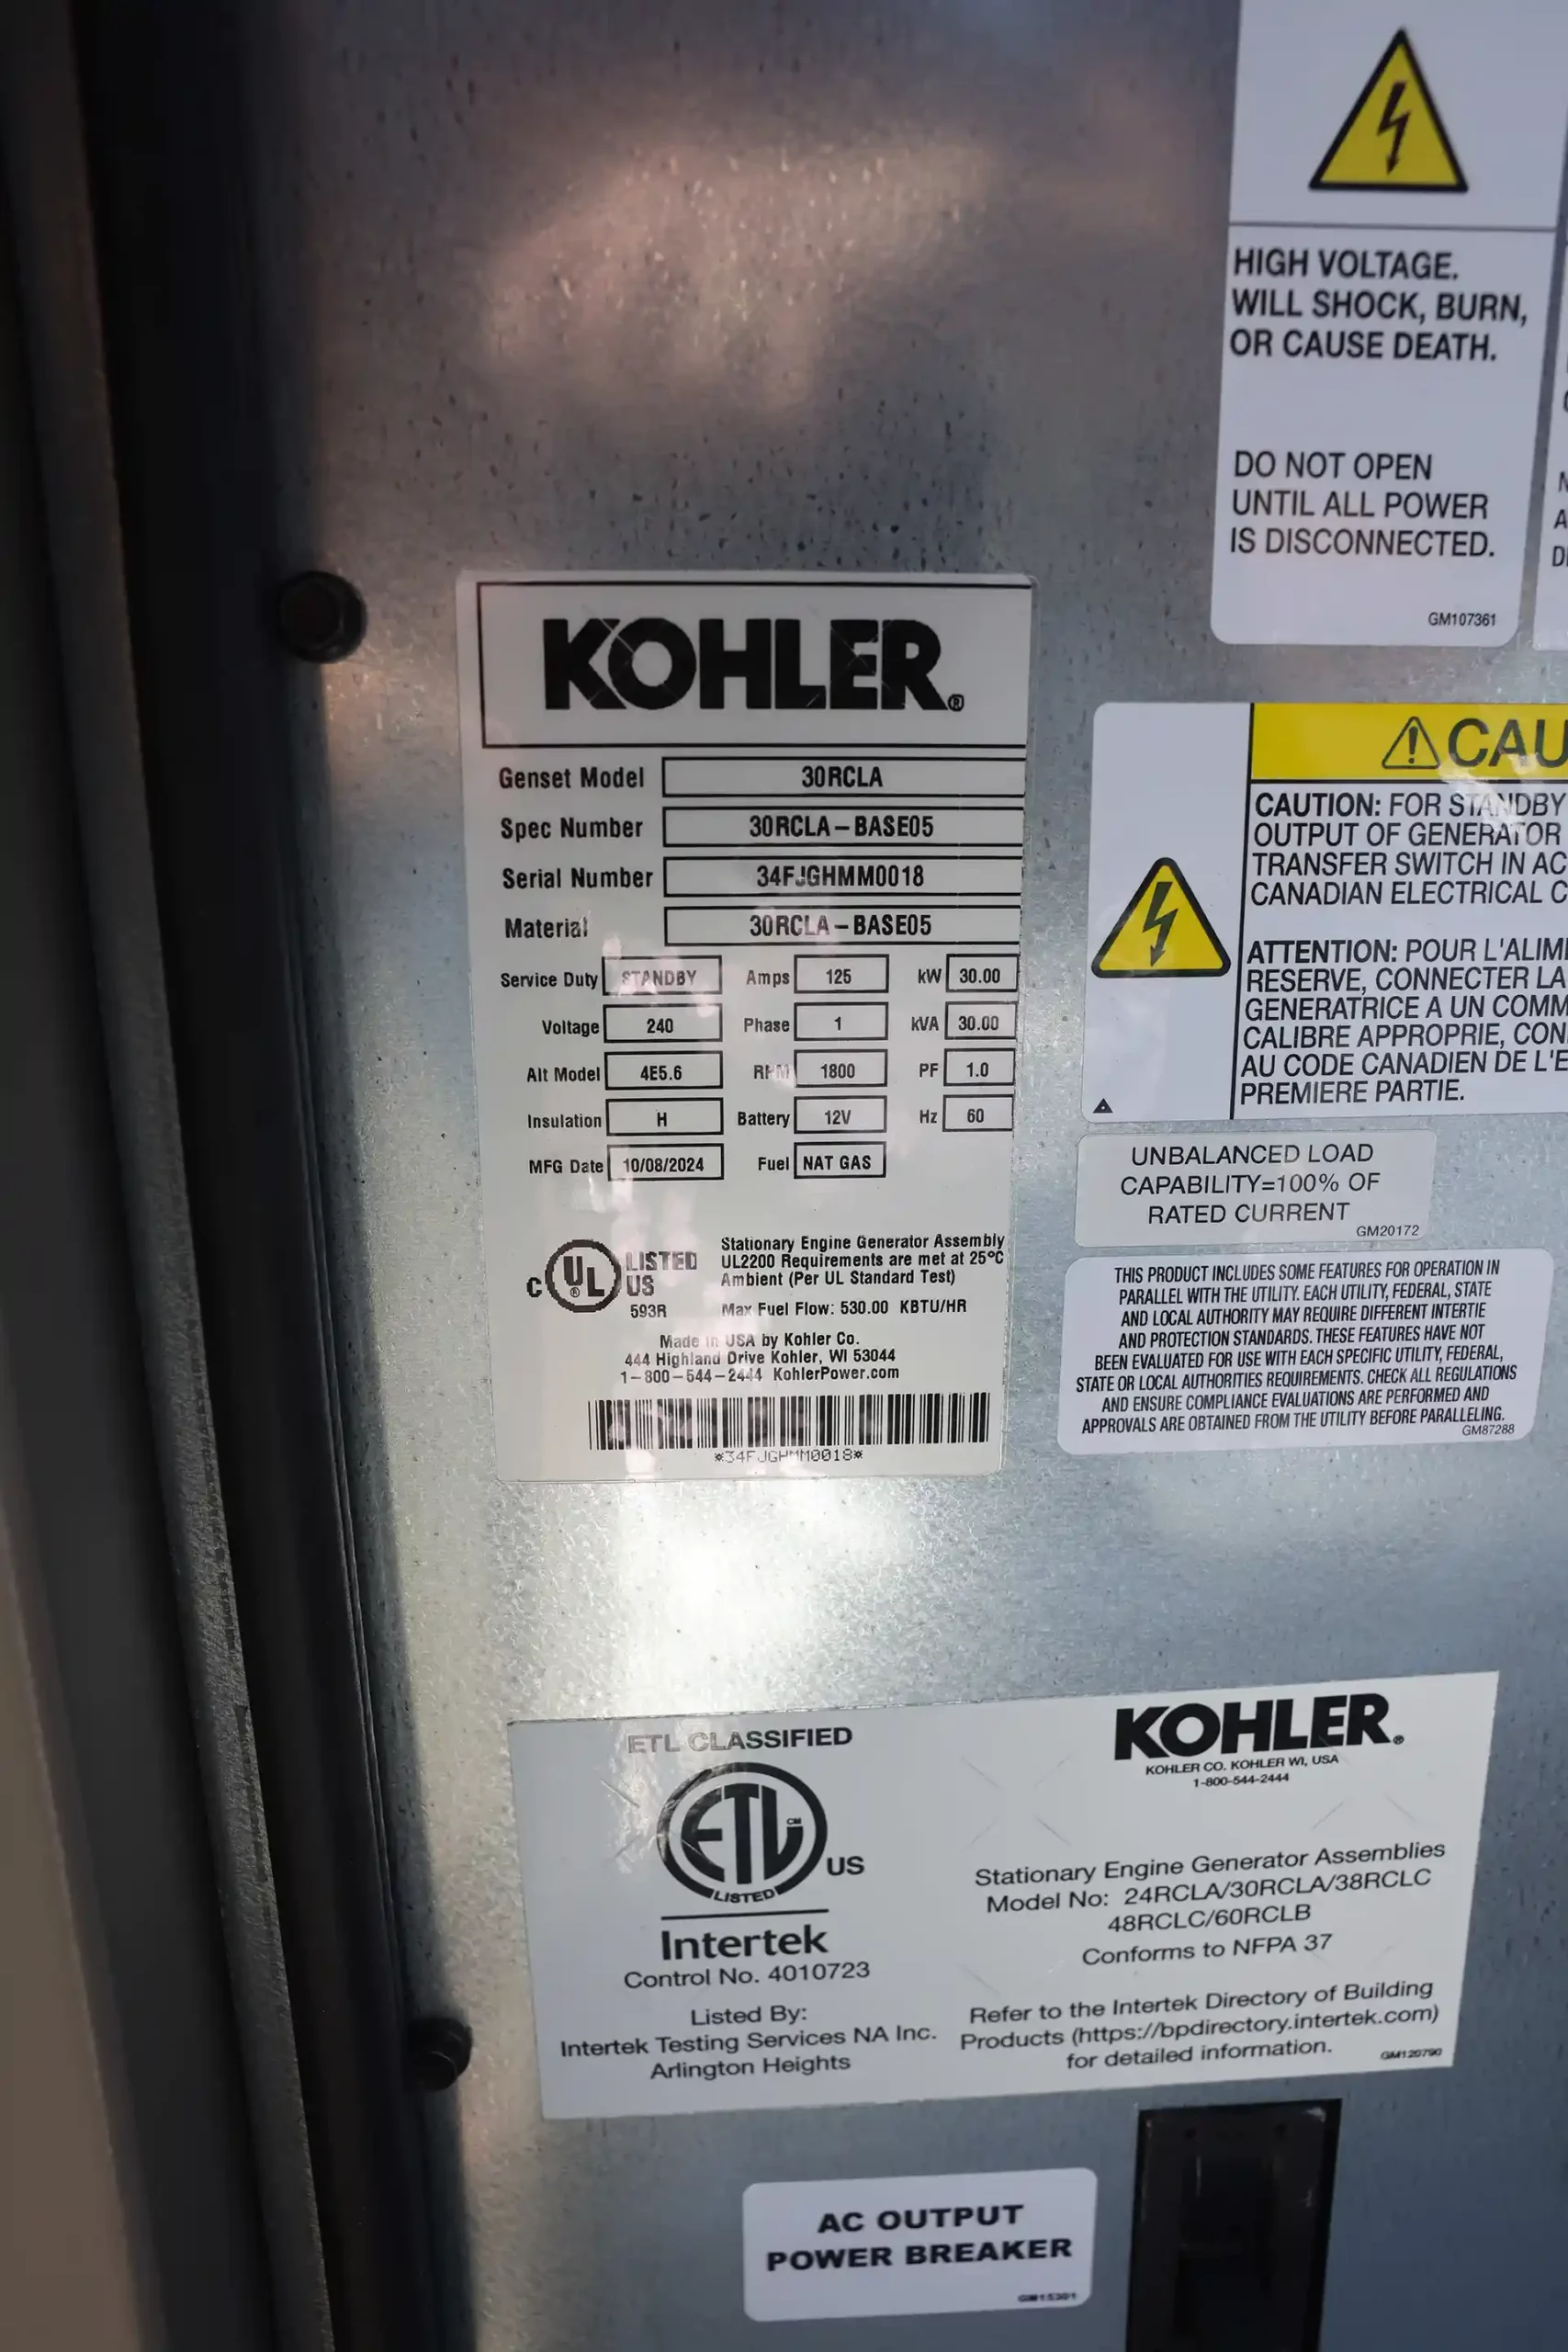 HIGH VOLTAGE.
WILL SHOCK, BURN,
OR CAUSE DEATH.
DO NOT OPEN
UNTIL ALL POWER
IS DISCONNECTED.
GM107361
KOHLER®
Genset Model 30RCLA
Spec Number 30RCLA-BASE05
Serial Number 34FJGHMM0018
Material 30RCLA-BASE05
Service Duty STANDBY Amps 125 kW 30.00
Voltage 240 Phase 1 kVA 30.00
Alt Model 4E5.6 RPM 1800 PF 1.0
Insulation H Battery 12V Hz 60
MFG Date 10/08/2024 Fuel NAT GAS
C UL® LISTED US 593R
Stationary Engine Generator Assembly
UL2200 Requirements are met at 25°C
Ambient (Per UL Standard Test)
Max Fuel Flow: 530.00 KBTU/HR
Made in USA by Kohler Co.
444 Highland Drive Kohler, WI 53044
1-800-544-2444 KohlerPower.com
*34FJGHMM0018*
CAU
CAUTION: FOR STANDBY
OUTPUT OF GENERATOR
TRANSFER SWITCH IN AC
CANADIAN ELECTRICAL C
ATTENTION: POUR L'ALIM
RESERVE, CONNECTER LA
GENERATRICE A UN COMM
CALIBRE APPROPRIE, CON
AU CODE CANADIEN DE L'E
PREMIERE PARTIE.
UNBALANCED LOAD
CAPABILITY=100% OF
RATED CURRENT
GM20172
THIS PRODUCT INCLUDES SOME FEATURES FOR OPERATION IN
PARALLEL WITH THE UTILITY. EACH UTILITY, FEDERAL, STATE
AND LOCAL AUTHORITY MAY REQUIRE DIFFERENT INTERTIE
AND PROTECTION STANDARDS. THESE FEATURES HAVE NOT
BEEN EVALUATED FOR USE WITH EACH SPECIFIC UTILITY, FEDERAL,
STATE OR LOCAL AUTHORITIES REQUIREMENTS. CHECK ALL REGULATIONS
AND ENSURE COMPLIANCE EVALUATIONS ARE PERFORMED AND
APPROVALS ARE OBTAINED FROM THE UTILITY BEFORE PARALLELING.
GM87288
ETL CLASSIFIED
ETL CM
LISTED
US
Intertek
Control No. 4010723
Listed By:
Intertek Testing Services NA Inc.
Arlington Heights
KOHLER®
KOHLER CO. KOHLER WI, USA
1-800-544-2444
Stationary Engine Generator Assemblies
Model No: 24RCLA/30RCLA/38RCLC
48RCLC/60RCLB
Conforms to NFPA 37
Refer to the Intertek Directory of Building
Products (https://bpdirectory.intertek.com)
for detailed information.
GM120790
AC OUTPUT
POWER BREAKER